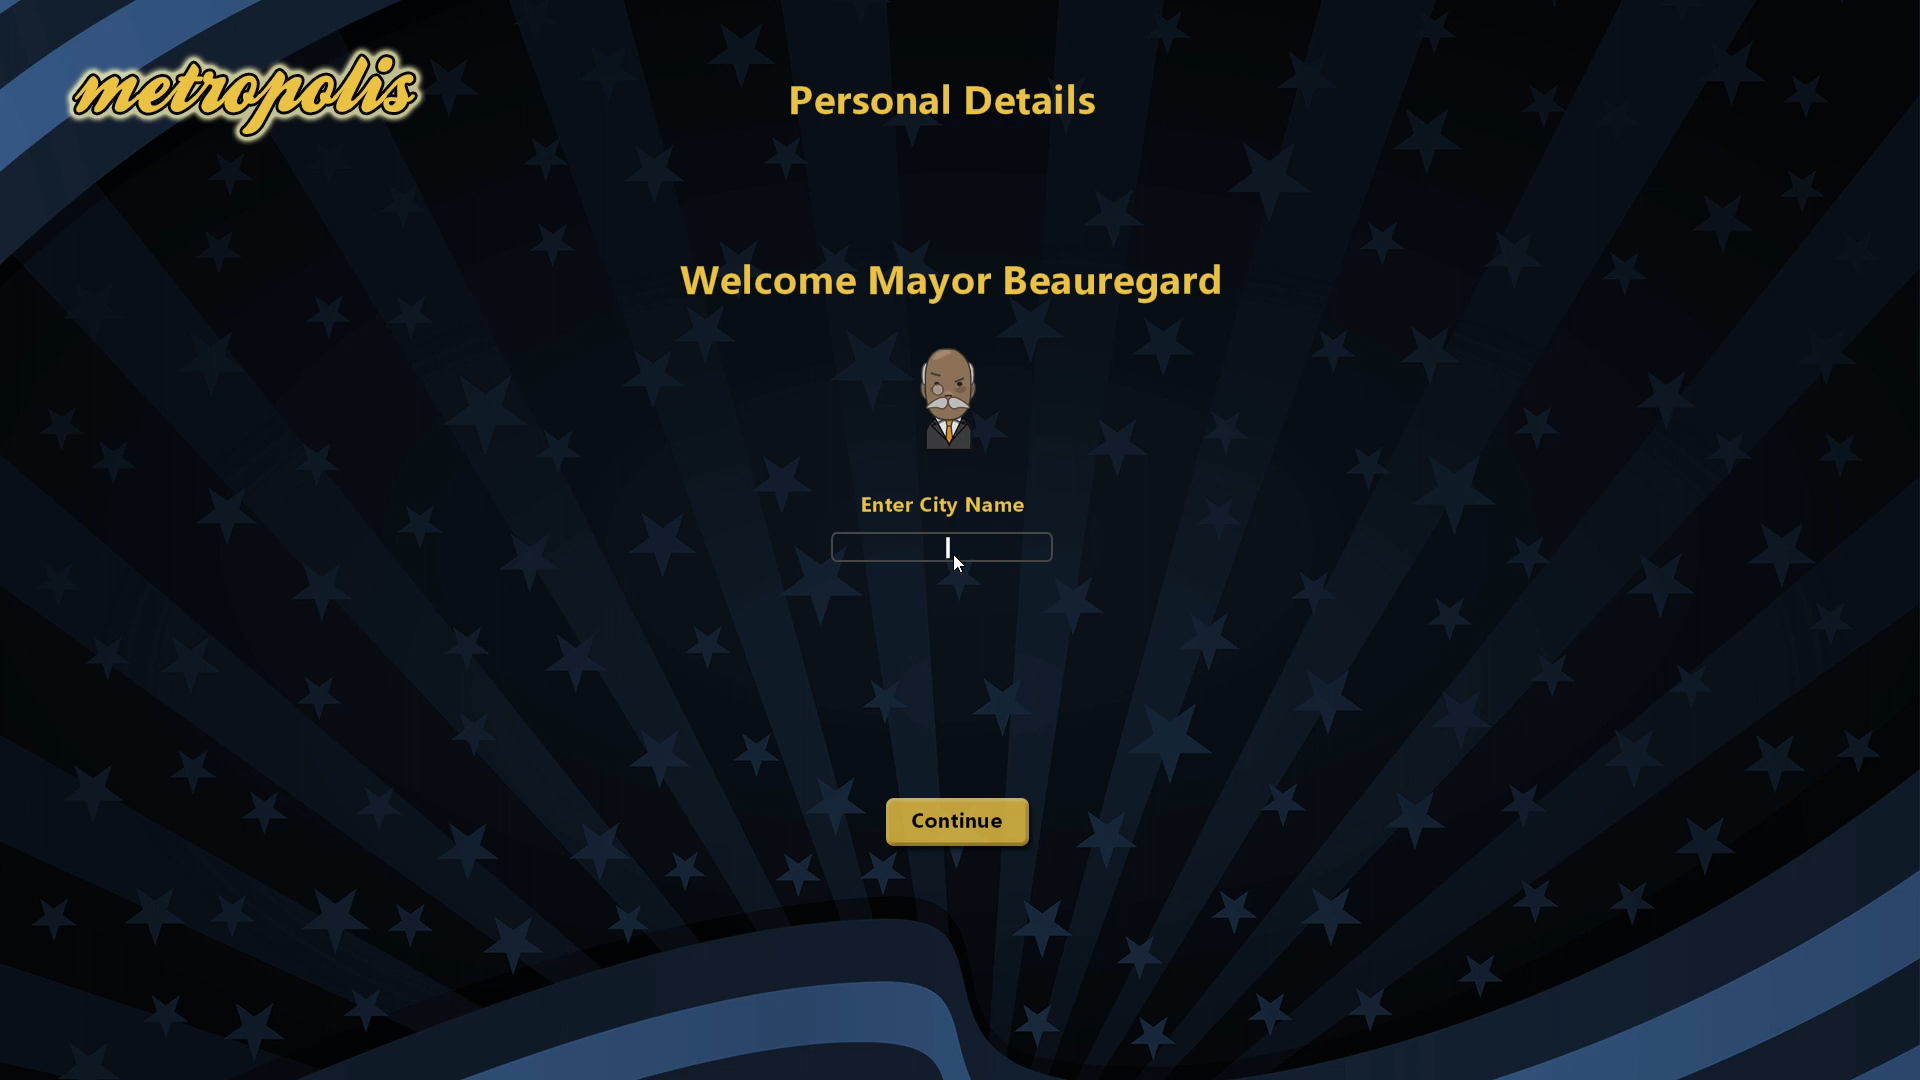 metropolis
Personal Details
Welcome Mayor Beauregard
Enter City Name
Continue